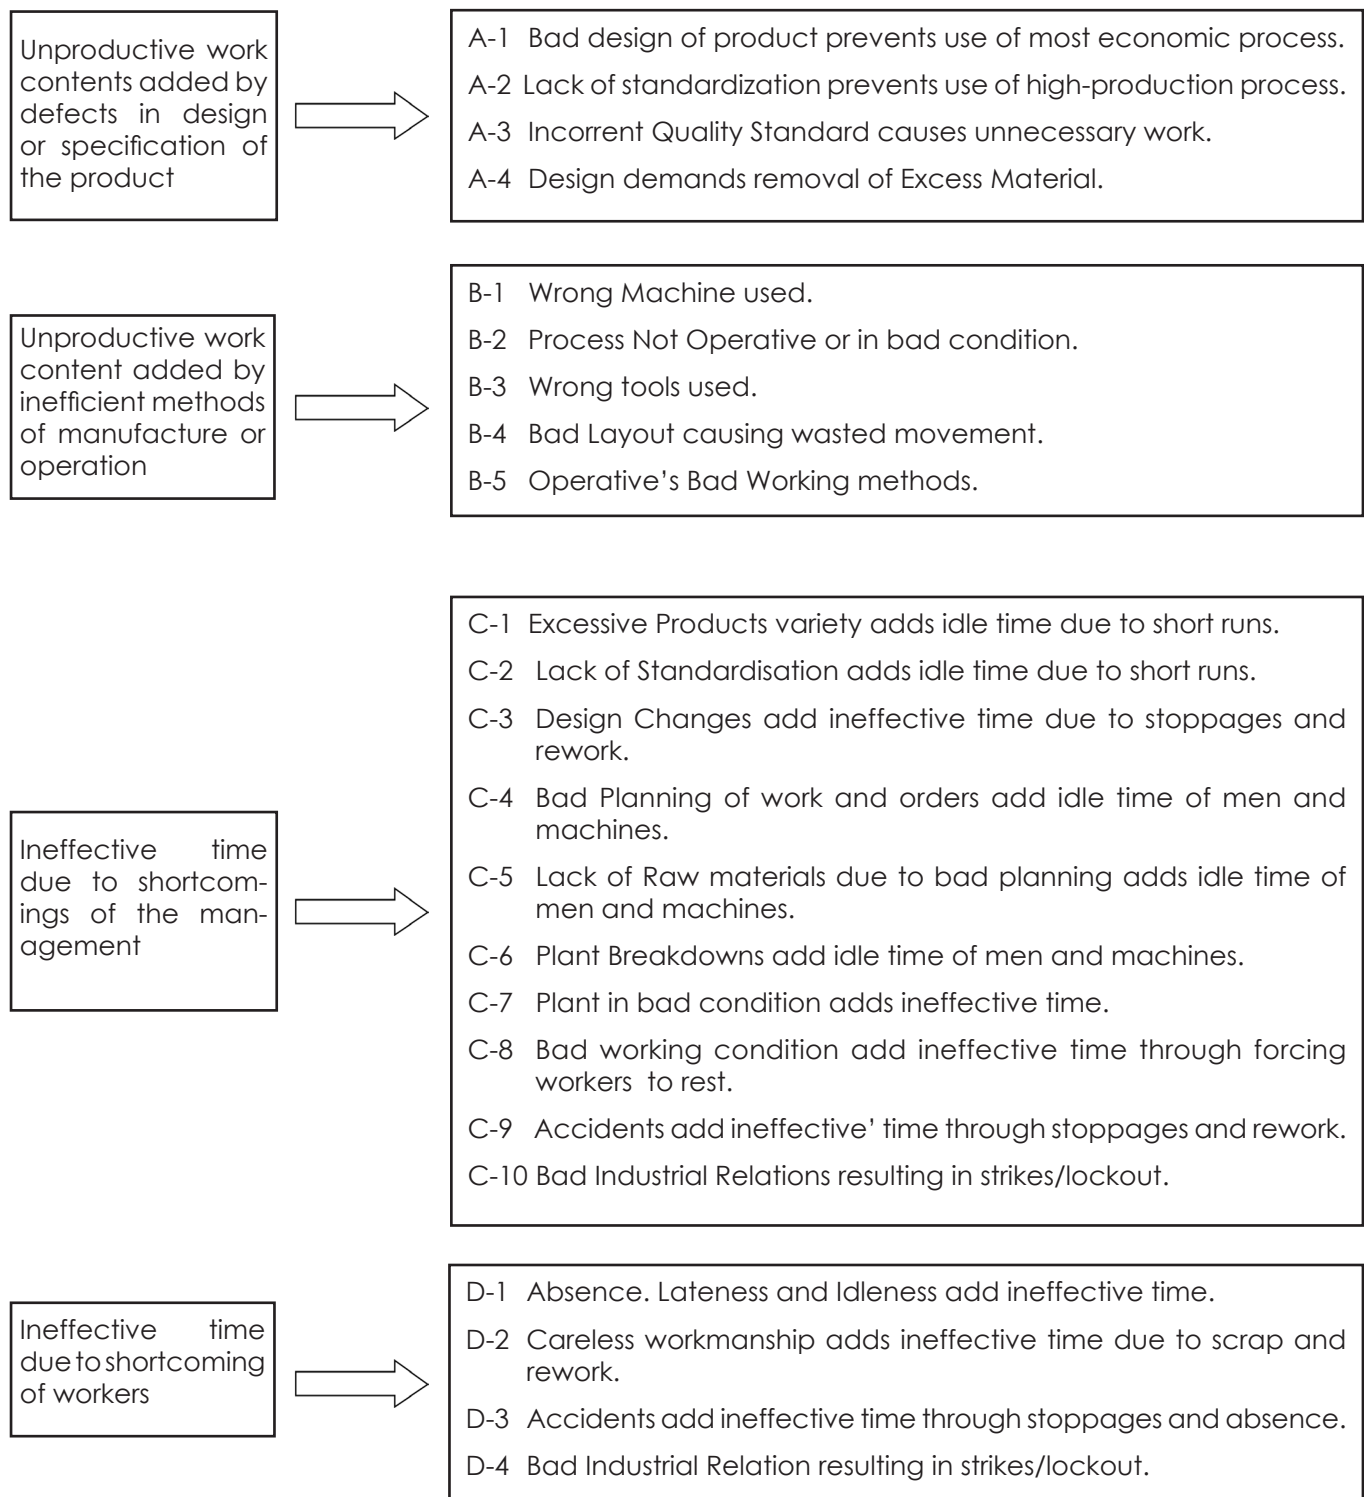 Unproductive work
contents added by
defects in design
or specification of
the product
A-1 Bad design of product prevents use of most economic process.
A-2 Lack of standardization prevents use of high-production process.
A-3 Incorrent Quality Standard causes unnecessary work.
A-4 Design demands removal of Excess Material.
Unproductive work
content added by
inefficient methods
of manufacture or
operation
B-1 Wrong Machine used.
B-2 Process Not Operative or in bad condition.
B-3 Wrong tools used.
B-4 Bad Layout causing wasted movement.
B-5 Operative’s Bad Working methods.
Ineffective time
due to shortcom-
ings of the man-
agement
C-1 Excessive Products variety adds idle time due to short runs.
C-2 Lack of Standardisation adds idle time due to short runs.
C-3 Design Changes add ineffective time due to stoppages and
rework.
C-4 Bad Planning of work and orders add idle time of men and
machines.
C-5 Lack of Raw materials due to bad planning adds idle time of
men and machines.
C-6 Plant Breakdowns add idle time of men and machines.
C-7 Plant in bad condition adds ineffective time.
C-8 Bad working condition add ineffective time through forcing
workers to rest.
C-9 Accidents add ineffective’ time through stoppages and rework.
C-10 Bad Industrial Relations resulting in strikes/lockout.
Ineffective time
due to shortcoming
of workers
D-1 Absence. Lateness and Idleness add ineffective time.
D-2 Careless workmanship adds ineffective time due to scrap and
rework.
D-3 Accidents add ineffective time through stoppages and absence.
D-4 Bad Industrial Relation resulting in strikes/lockout.